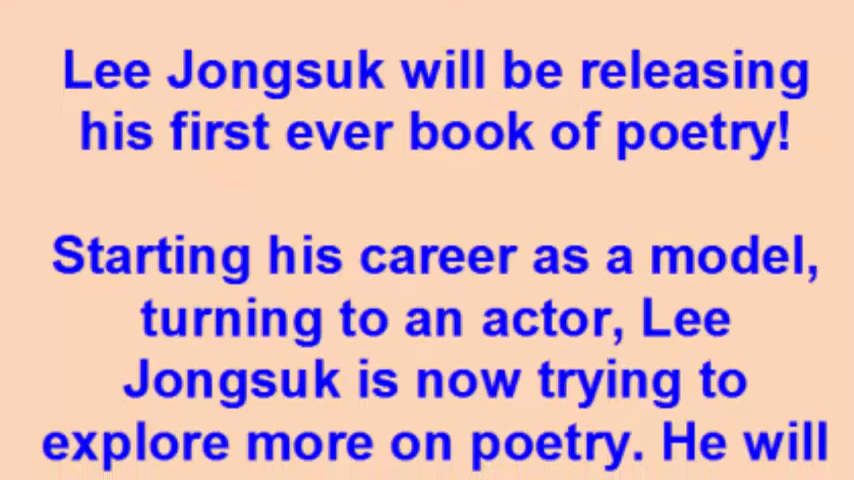 Lee Jongsuk will be releasing
his first ever book of poetry!
Starting his career as a model,
turning to an actor, Lee
Jongsuk is now trying to
explore more on poetry. He will